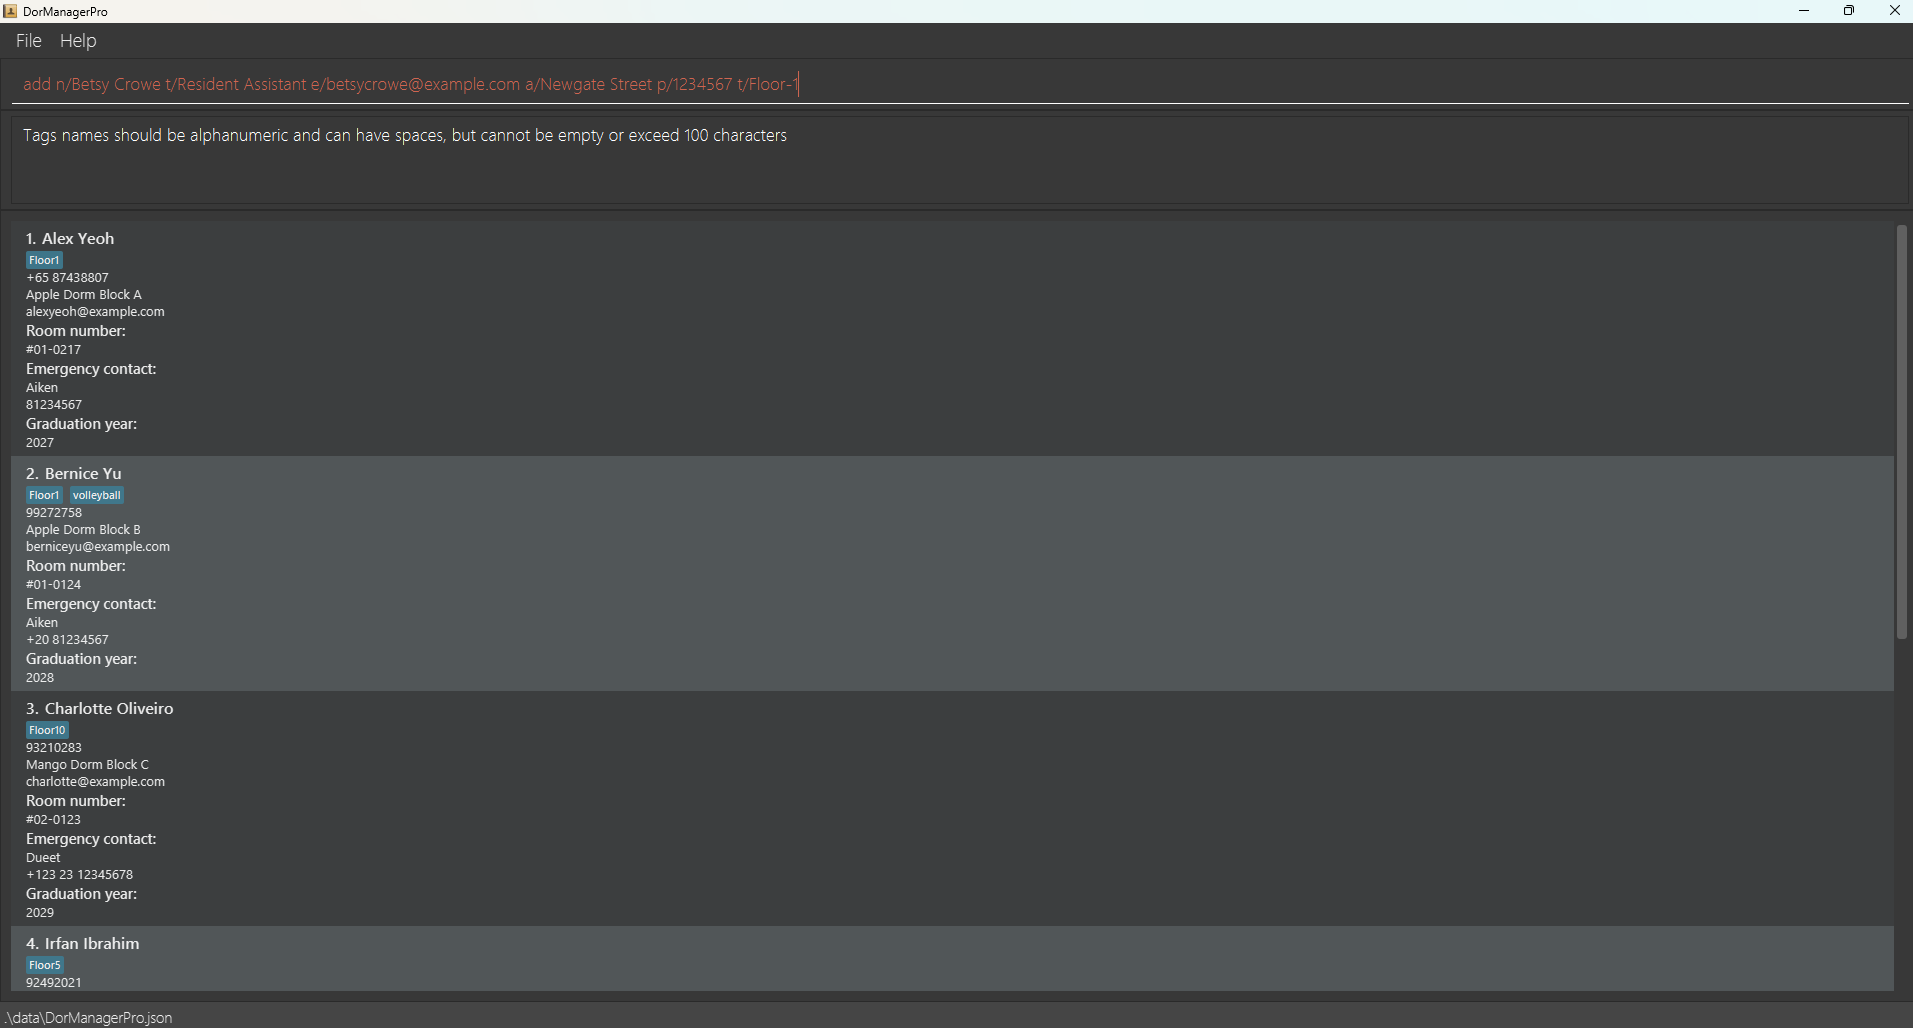 DorManagerPro
File Help
add n/Betsy Crowe t/Resident Assistant e/betsycrowe@example.com a/Newgate Street p/1234567 t/Floor-1
Tags names should be alphanumeric and can have spaces, but cannot be empty or exceed 100 characters
1. Alex Yeoh
Floor1
+65 87438807
Apple Dorm Block A
alexyeoh@example.com
Room number:
#01-0217
Emergency contact:
Aiken
81234567
Graduation year:
2027
2. Bernice Yu
Floor1 volleyball
99272758
Apple Dorm Block B
berniceyu@example.com
Room number:
#01-0124
Emergency contact:
Aiken
+20 81234567
Graduation year:
2028
3. Charlotte Oliveiro
Floor10
93210283
Mango Dorm Block C
charlotte@example.com
Room number:
#02-0123
Emergency contact:
Dueet
+123 23 12345678
Graduation year:
2029
4. Irfan Ibrahim
Floor5
92492021
.\data\DorManagerPro.json